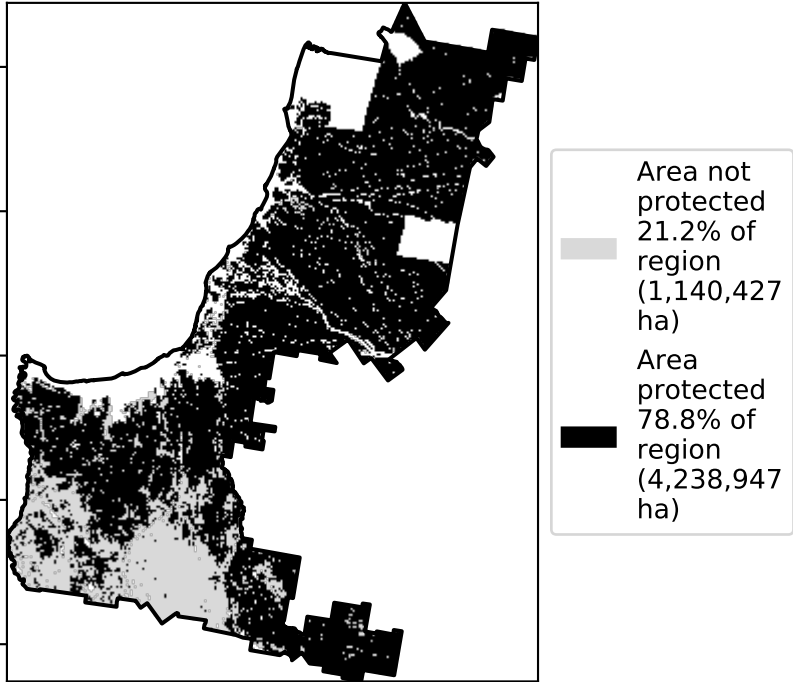 Area not
protected
21.2% of
region
(1,140,427
ha)
Area
protected
78.8% of
region
(4,238,947
ha)